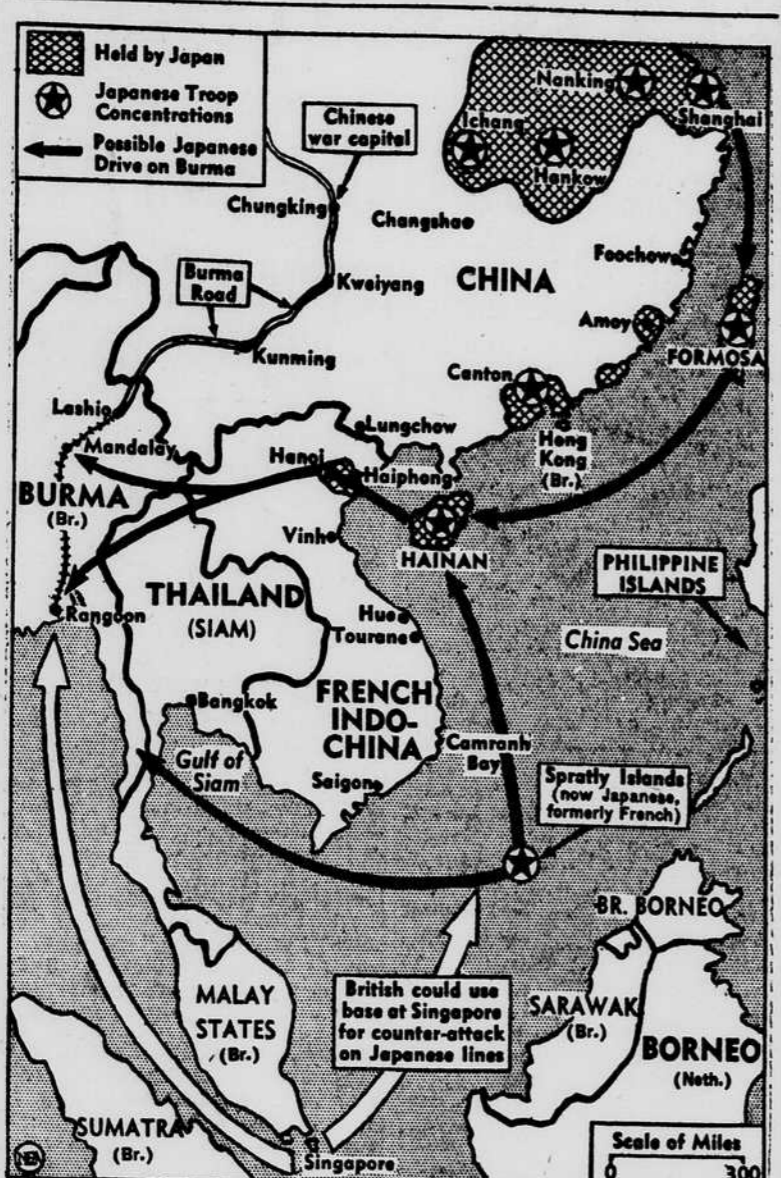 Held by Japan
Japanese Troop
Concentrations
Possible Japanese
Drive on Burma
Chinese
war capital
Nanking
Shanghai
Ichang
Hankow
Chungking
Changsha
Foochow
Burma
Road
Kweiyang
CHINA
Amoy
Kunming
FORMOSA
Canton
Lashio
Lungchow
Mandalay
Hanoi
Haiphong
Hong
Kong
(Br.)
BURMA
(Br.)
Vinh
HAINAN
PHILIPPINE
ISLANDS
THAILAND
(SIAM)
Rangoon
Hue
Tourane
China Sea
Bangkok
FRENCH
INDO-
CHINA
Gulf of
Siam
Camranh
Bay
Saigon
Spratly Islands
(now Japanese,
formerly French)
BR. BORNEO
MALAY
STATES
(Br.)
British could use
base at Singapore
for counter-attack
on Japanese lines
SARAWAK
(Br.)
BORNEO
(Neth.)
SUMATRA
(Br.)
Singapore
Scale of Miles
0 300
NEA